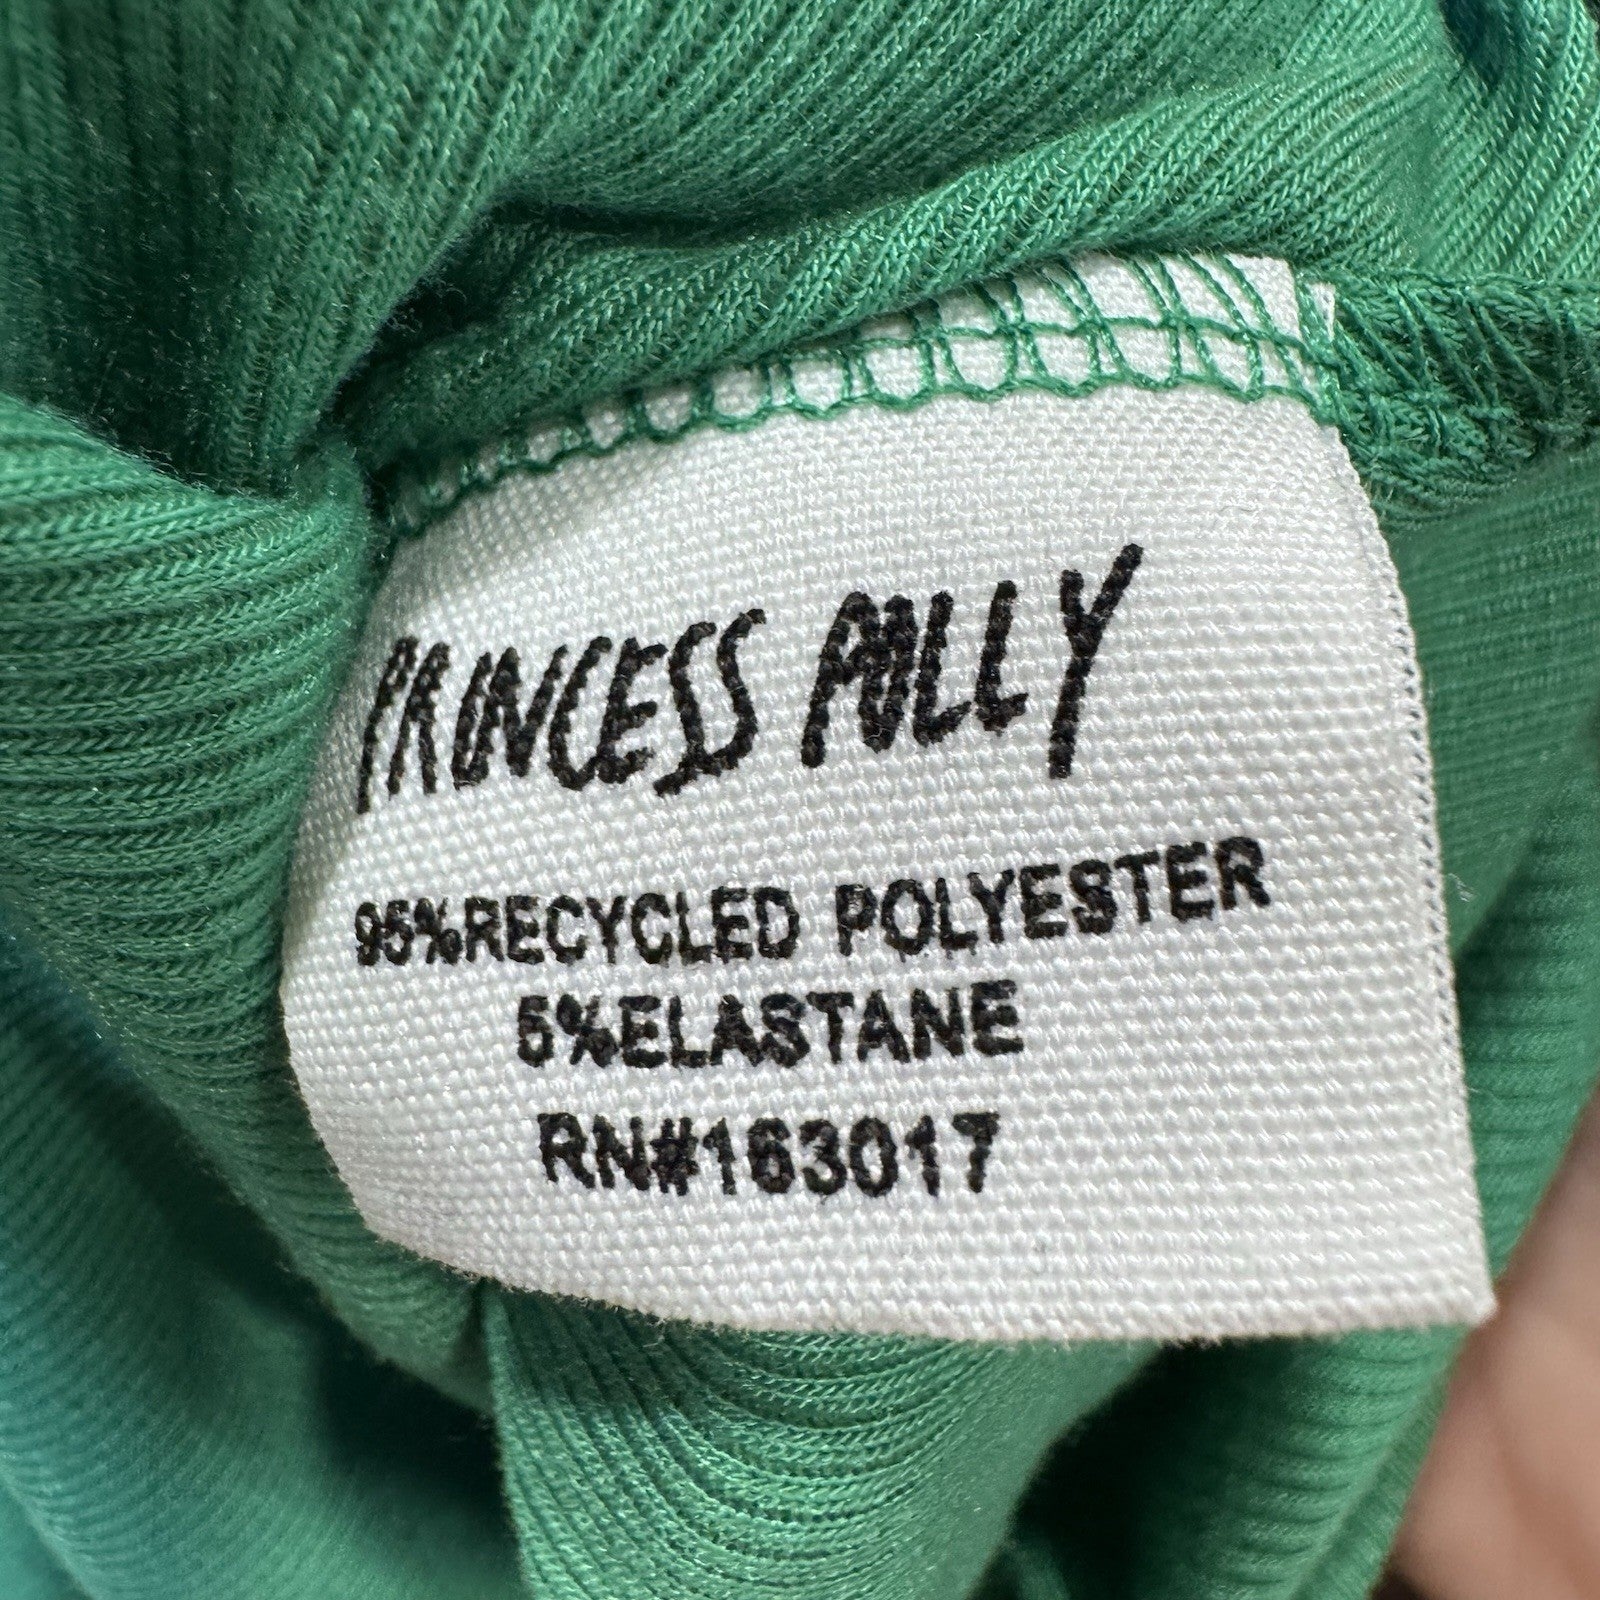 PRINCESS POLLY
95%RECYCLED POLYESTER
5%ELASTANE
RN#163017